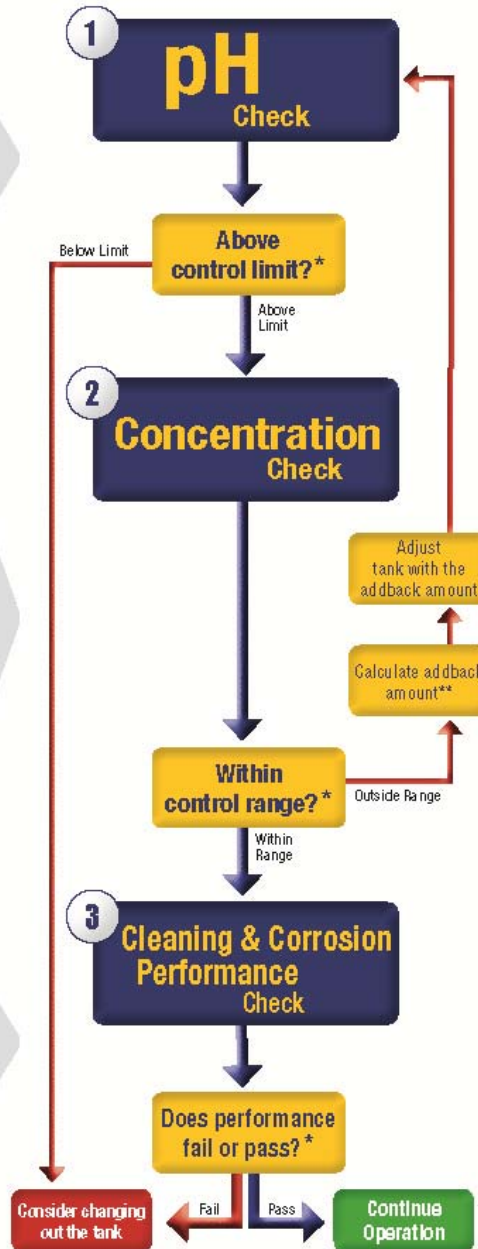 1
pH
Check
Below Limit
Above
control limit?*
Above
Limit
2
Concentration
Check
Adjust
tank with the
addback amount
Calculate addback
amount**
Within
control range?*
Outside Range
Within
Range
3
Cleaning & Corrosion
Performance
Check
Does performance
fail or pass?*
Consider changing
out the tank
Fail
Pass
Continue
Operation